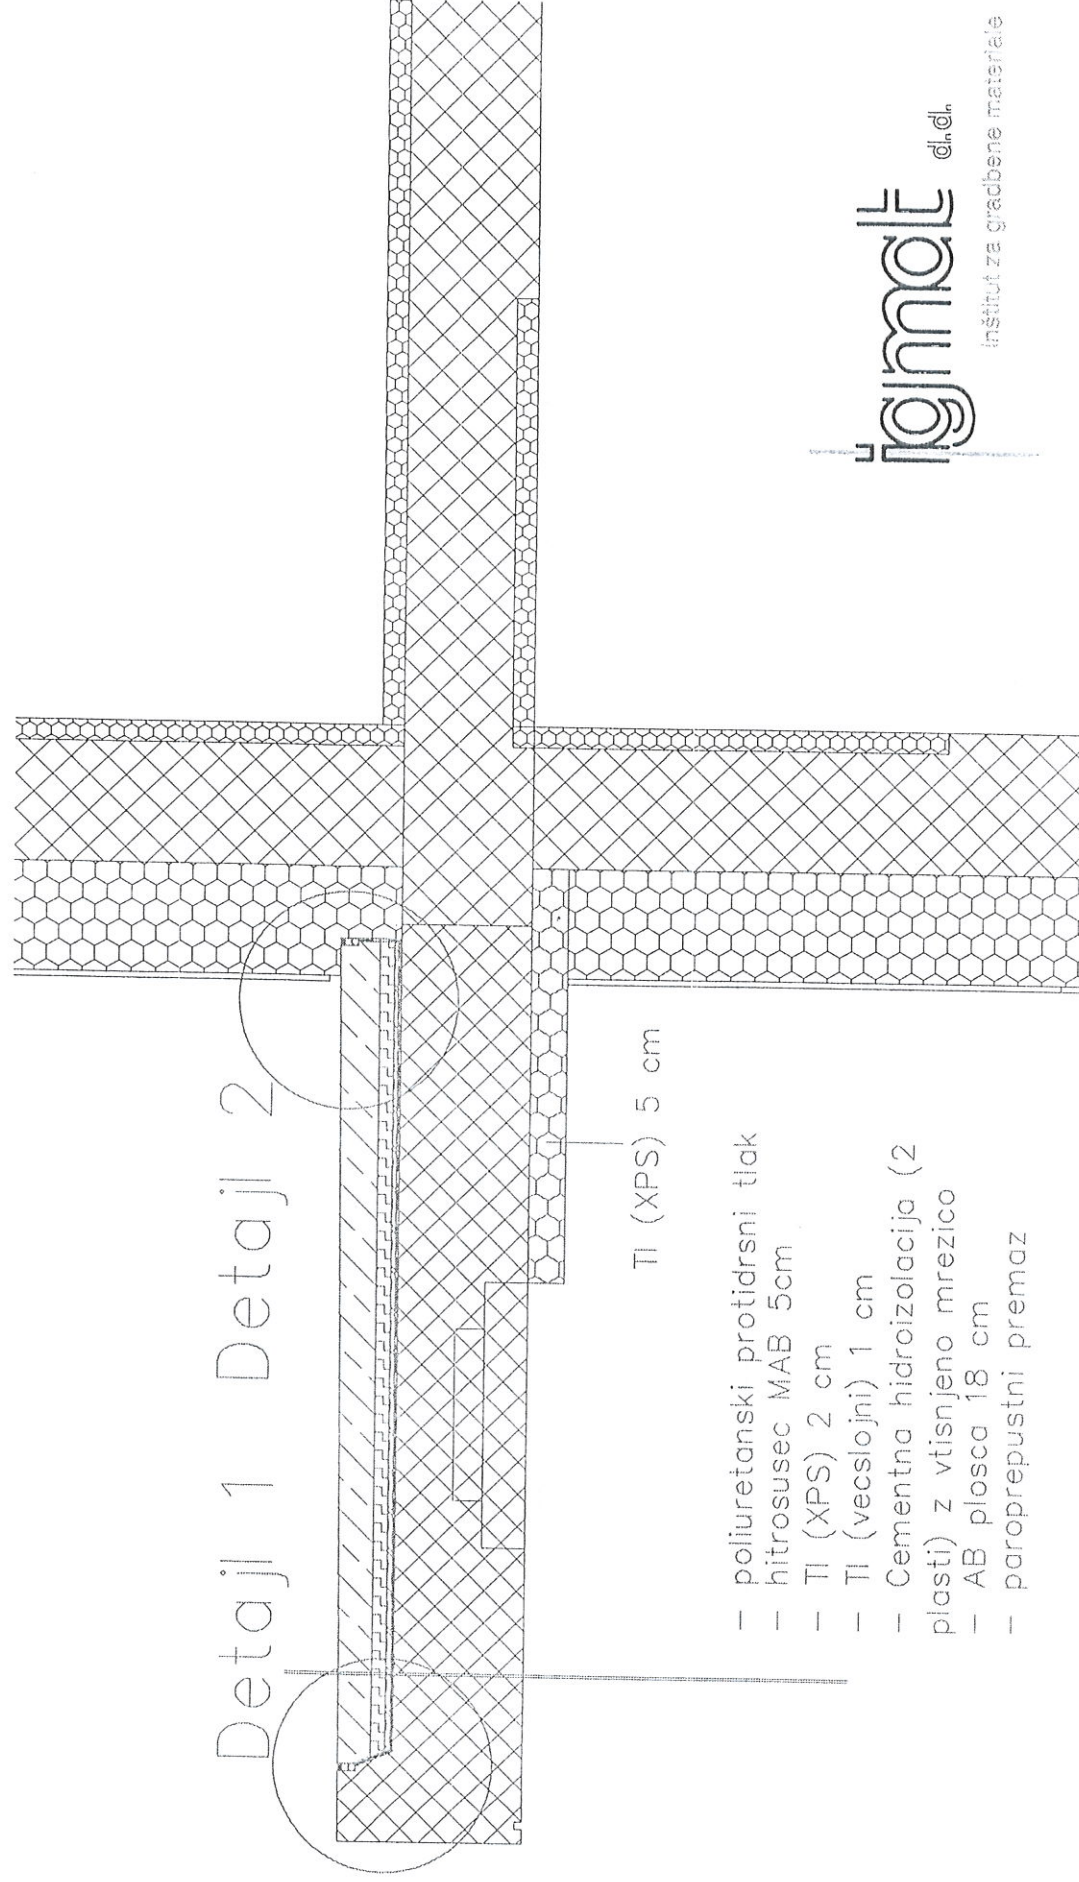 Detajl 1 Detajl 2
TI (XPS) 5 cm
– poliuretanski protidrsni tlak
– hitrosusec MAB 5cm
– TI (XPS) 2 cm
– TI (vecslojni) 1 cm
– Cementna hidroizolacija (2
plasti) z vtisnjeno mrezico
– AB plosca 18 cm
– paroprepustni premaz
igmat d.d.
inštitut za gradbene materiale